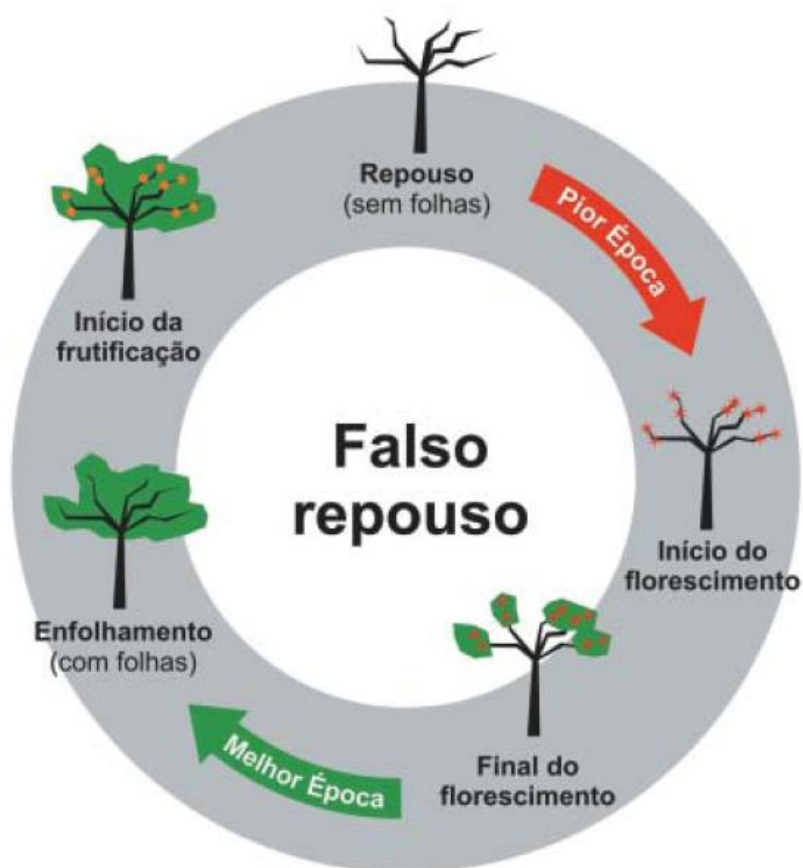 Repouso
(sem folhas)
Pior Época
Início da
frutificação
Falso
repouso
Início do
florescimento
Enfolhamento
(com folhas)
Melhor Época
Final do
florescimento